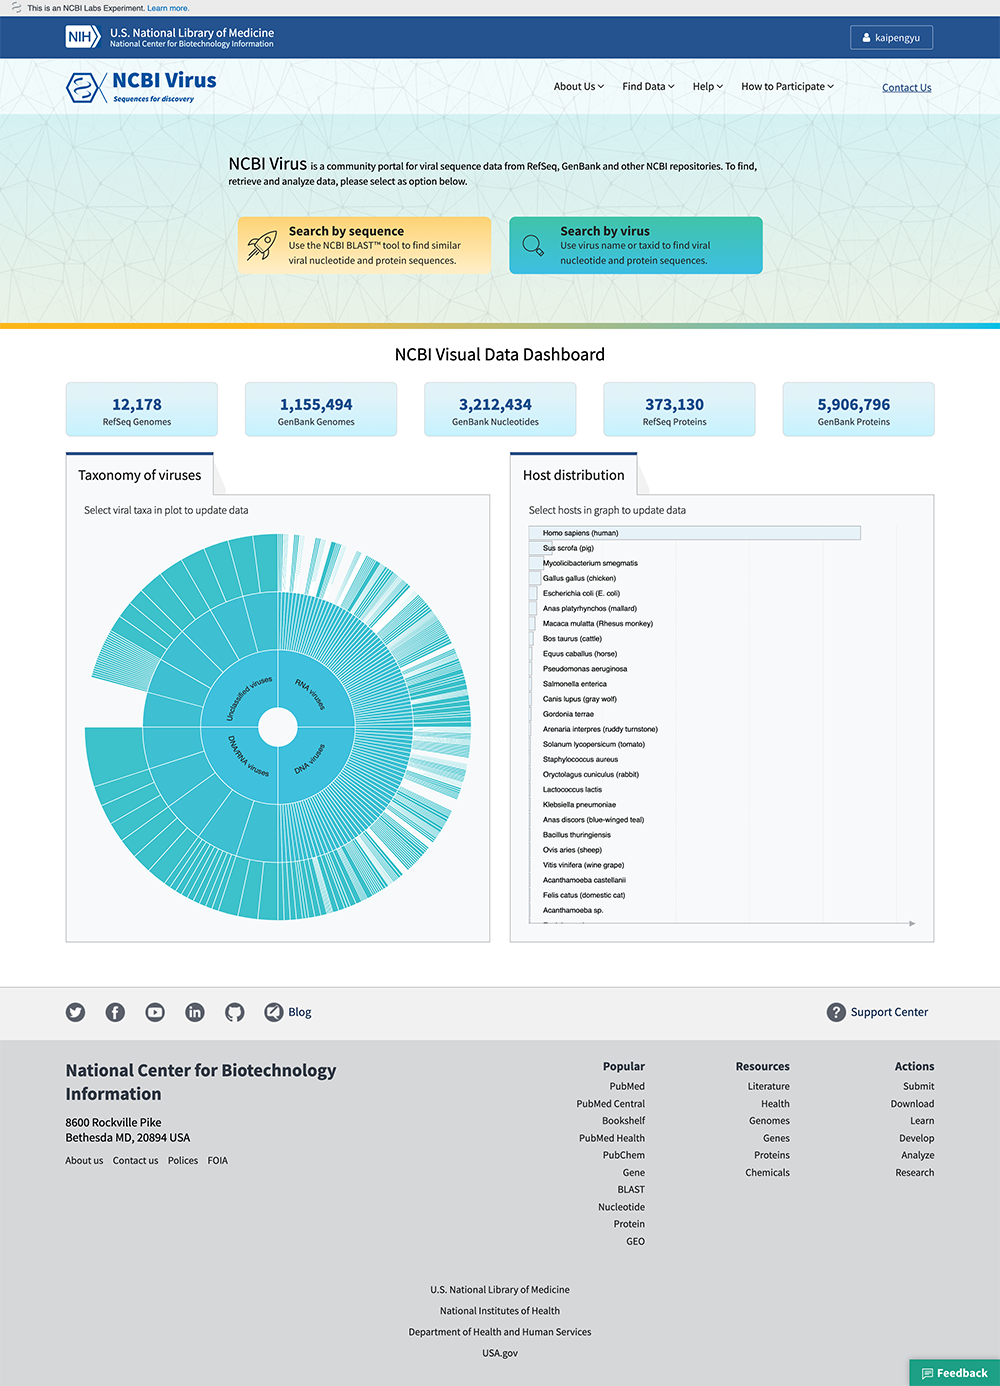 This is an NCBI Labs Experiment. Learn more.
NIH
U.S. National Library of Medicine
National Center for Biotechnology Information
kaipengyu
NCBI Virus
Sequences for discovery
About Us
Find Data
Help
How to Participate
Contact Us
NCBI Virus is a community portal for viral sequence data from RefSeq, GenBank and other NCBI repositories. To find,
retrieve and analyze data, please select as option below.
Search by sequence
Use the NCBI BLAST™ tool to find similar
viral nucleotide and protein sequences.
Search by virus
Use virus name or taxid to find viral
nucleotide and protein sequences.
NCBI Visual Data Dashboard
12,178
RefSeq Genomes
1,155,494
GenBank Genomes
3,212,434
GenBank Nucleotides
373,130
RefSeq Proteins
5,906,796
GenBank Proteins
Taxonomy of viruses
Select viral taxa in plot to update data
Unclassified viruses
RNA viruses
DNA/RNA viruses
DNA viruses
Host distribution
Select hosts in graph to update data
Homo sapiens (human)
Sus scrofa (pig)
Mycolicibacterium smegmatis
Gallus gallus (chicken)
Escherichia coli (E. coli)
Anas platyrhynchos (mallard)
Macaca mulatta (Rhesus monkey)
Bos taurus (cattle)
Equus caballus (horse)
Pseudomonas aeruginosa
Salmonella enterica
Canis lupus (gray wolf)
Gordonia terrae
Arenaria interpres (ruddy turnstone)
Solanum lycopersicum (tomato)
Staphylococcus aureus
Oryctolagus cuniculus (rabbit)
Lactococcus lactis
Klebsiella pneumoniae
Anas discors (blue-winged teal)
Bacillus thuringiensis
Ovis aries (sheep)
Vitis vinifera (wine grape)
Acanthamoeba castellanii
Felis catus (domestic cat)
Acanthamoeba sp.
Blog
Support Center
National Center for Biotechnology
Information
8600 Rockville Pike
Bethesda MD, 20894 USA
About us Contact us Polices FOIA
Popular
PubMed
PubMed Central
Bookshelf
PubMed Health
PubChem
Gene
BLAST
Nucleotide
Protein
GEO
Resources
Literature
Health
Genomes
Genes
Proteins
Chemicals
Actions
Submit
Download
Learn
Develop
Analyze
Research
U.S. National Library of Medicine
National Institutes of Health
Department of Health and Human Services
USA.gov
Feedback